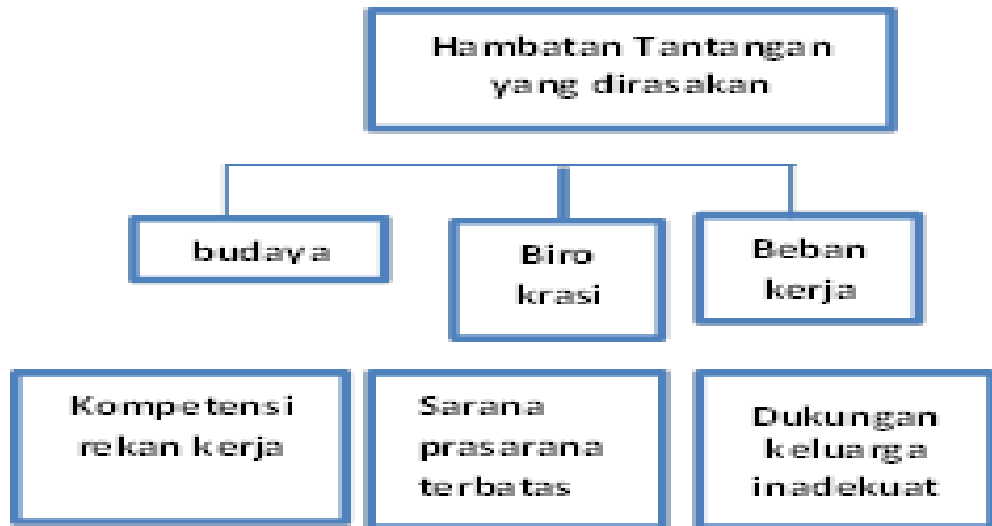 Hambatan Tantangan
yang dirasakan
budaya
Biro
krasi
Beban
kerja
Kompetensi
rekan kerja
Sarana
prasarana
terbatas
Dukungan
keluarga
inadekuat